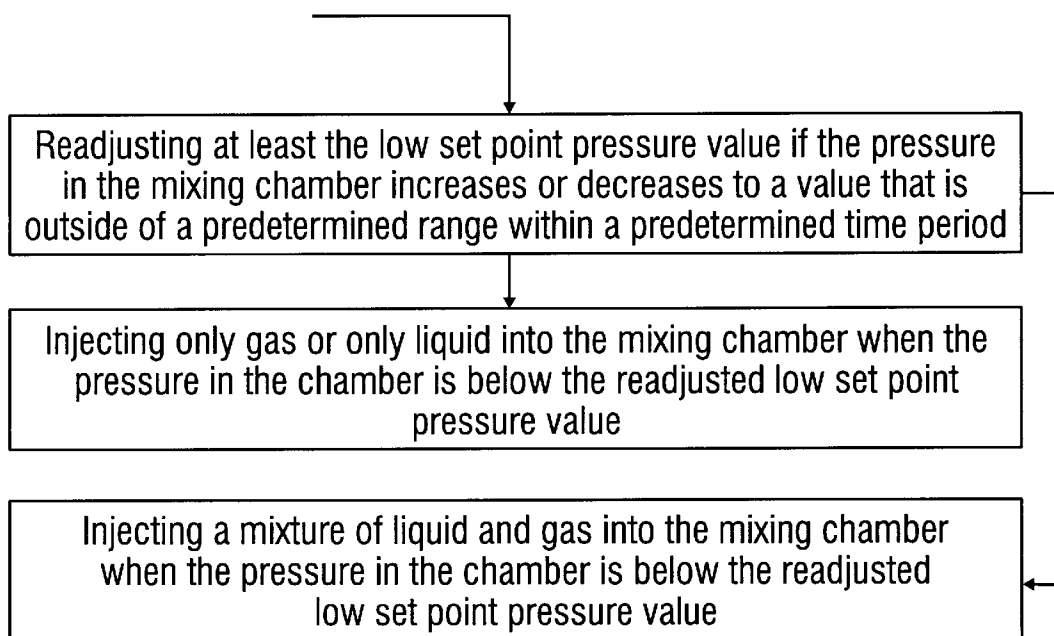 Readjusting at least the low set point pressure value if the pressure
in the mixing chamber increases or decreases to a value that is
outside of a predetermined range within a predetermined time period
Injecting only gas or only liquid into the mixing chamber when the
pressure in the chamber is below the readjusted low set point
pressure value
Injecting a mixture of liquid and gas into the mixing chamber
when the pressure in the chamber is below the readjusted
low set point pressure value